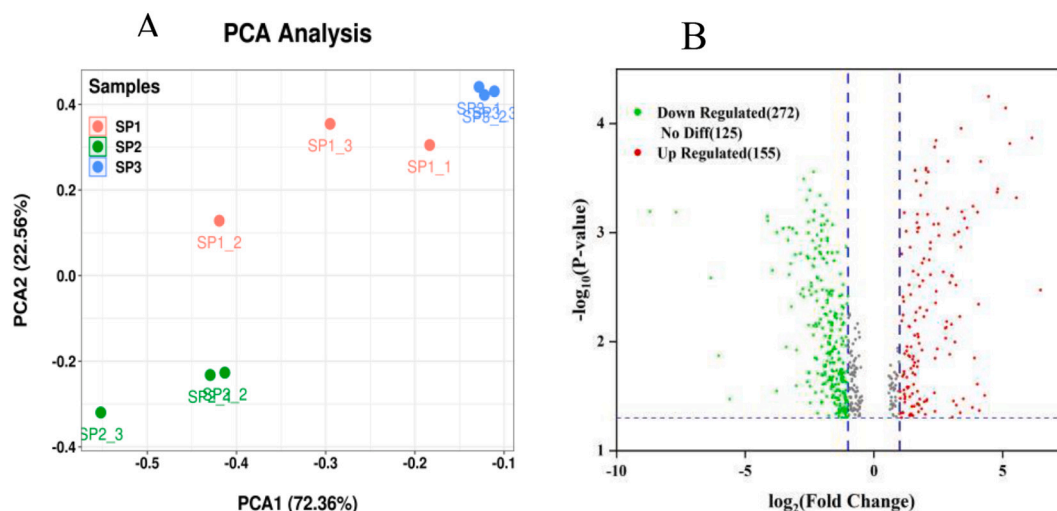 A
PCA Analysis
Samples
SP1
SP2
SP3
SP1_3
SP1_1
SP1_2
SP2_2
SP2_3
0.4
0.2
0.0
-0.2
-0.4
-0.5
-0.4
-0.3
-0.2
-0.1
PCA2 (22.56%)
PCA1 (72.36%)
B
Down Regulated(272)
No Diff(125)
Up Regulated(155)
4
3
2
1
-10
-5
0
5
-log10(P-value)
log2(Fold Change)